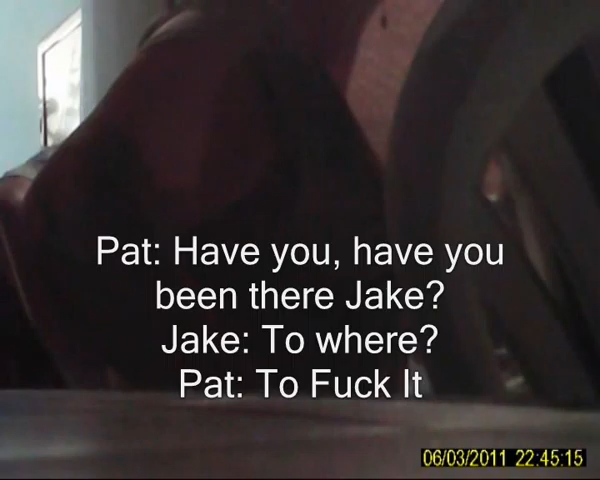 Pat: Have you, have you
been there Jake?
Jake: To where?
Pat: To Fuck It
06/03/2011 22:45:15